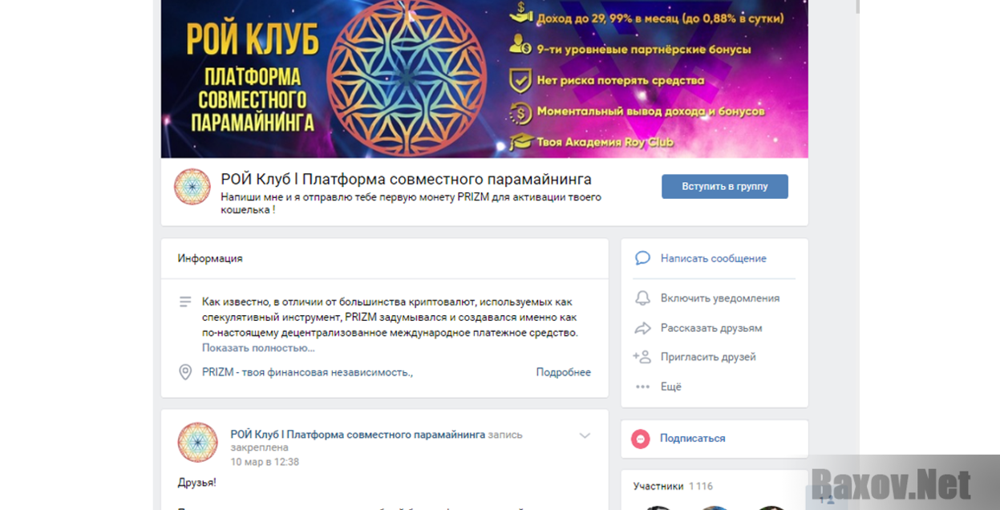 РОЙ КЛУБ
ПЛАТФОРМА
СОВМЕСТНОГО
ПАРАМАЙНИНГА
Доход до 29, 99% в месяц (до 0,88% в сутки)
9-ти уровневые партнёрские бонусы
Нет риска потерять средства
Моментальный вывод дохода и бонусов
Твоя Академия Roy Club
РОЙ Клуб l Платформа совместного парамайнинга
Напиши мне и я отправлю тебе первую монету PRIZM для активации твоего
кошелька !
Вступить в группу
Информация
Как известно, в отличии от большинства криптовалют, используемых как
спекулятивный инструмент, PRIZM задумывался и создавался именно как
по-настоящему децентрализованное международное платежное средство.
Показать полностью...
PRIZM - твоя финансовая независимость.,
Подробнее
Написать сообщение
Включить уведомления
Рассказать друзьям
Пригласить друзей
Ещё
Подписаться
РОЙ Клуб l Платформа совместного парамайнинга запись
закреплена
10 мар в 12:38
Друзья!
Участники 1 116
Baxov.Net